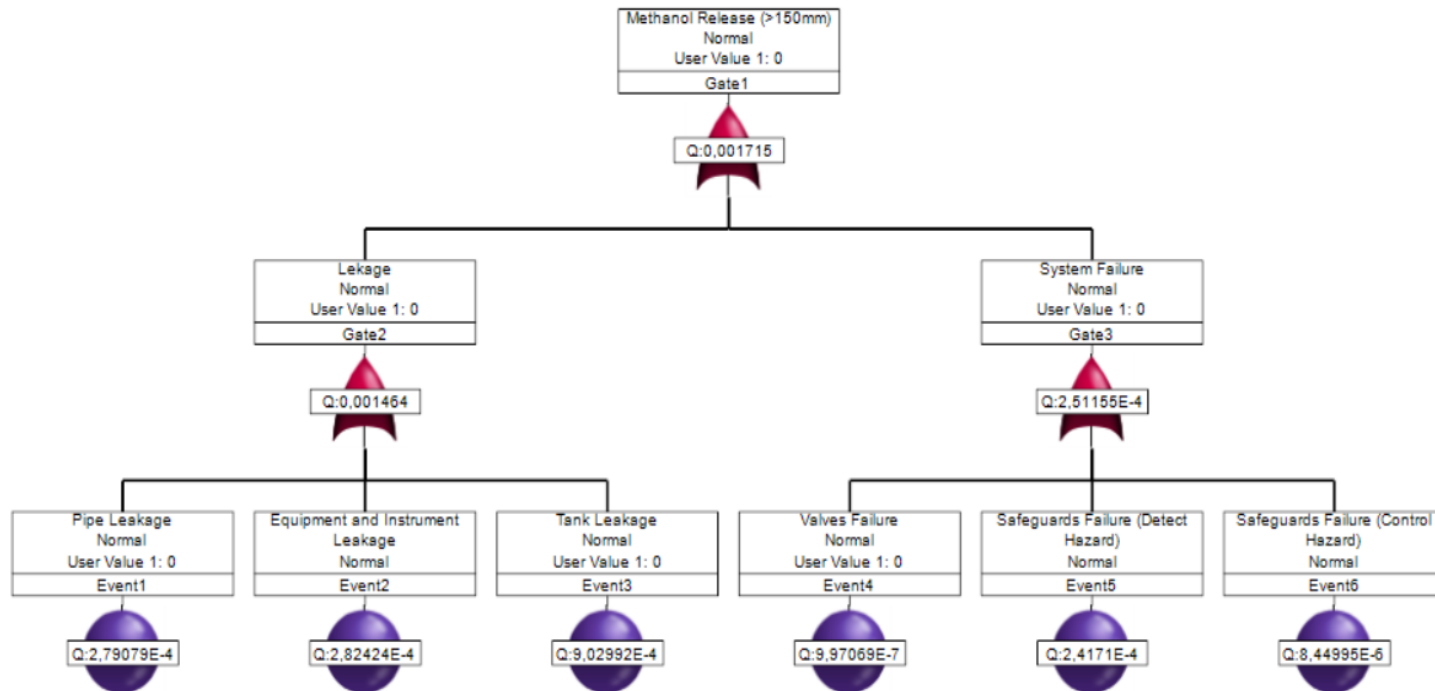 Methanol Release (>150mm)
Normal
User Value 1: 0
Gate1
Q:0,001715
Lekage
Normal
User Value 1: 0
Gate2
Q:0,001464
System Failure
Normal
User Value 1: 0
Gate3
Q:2,51155E-4
Pipe Leakage
Normal
User Value 1: 0
Event1
Q:2,79079E-4
Equipment and Instrument
Leakage
Normal
Event2
Q:2,82424E-4
Tank Leakage
Normal
User Value 1: 0
Event3
Q:9,02992E-4
Valves Failure
Normal
User Value 1: 0
Event4
Q:9,97069E-7
Safeguards Failure (Detect
Hazard)
Normal
Event5
Q:2,4171E-4
Safeguards Failure (Control
Hazard)
Normal
Event6
Q:8,44995E-6